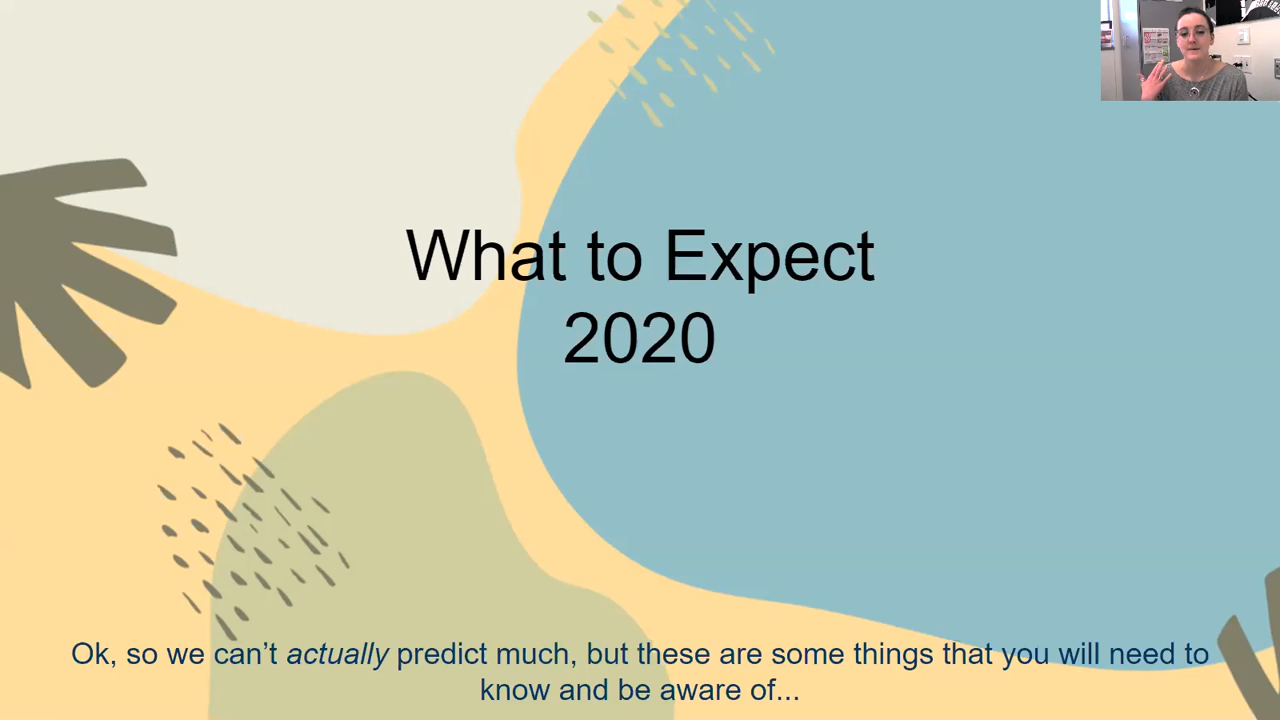 What to Expect
2020
Ok, so we can't actually predict much, but these are some things that you will need to
know and be aware of...